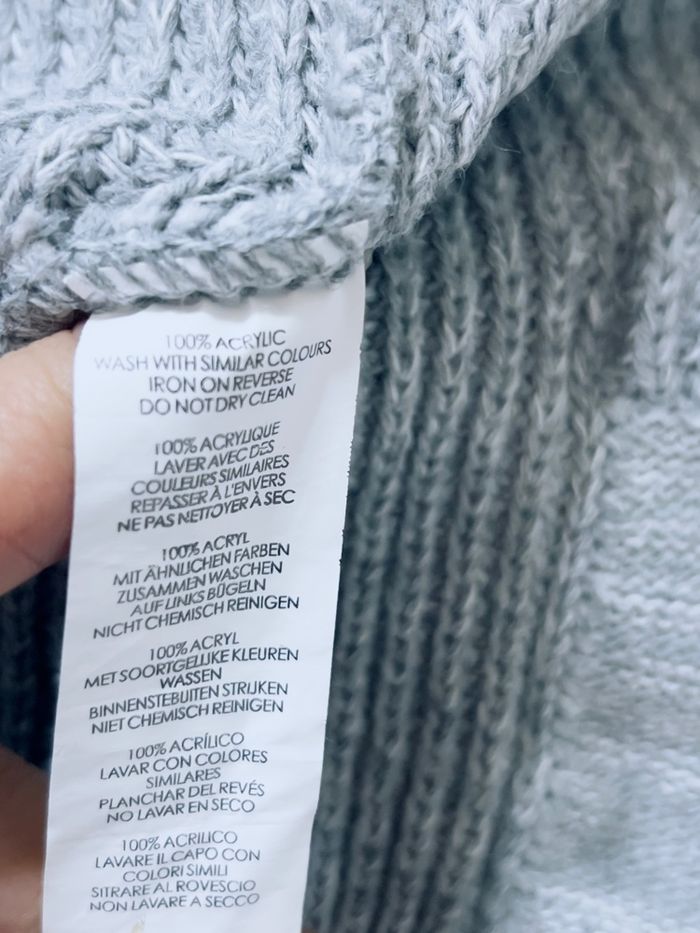 100% ACRYLIC
WASH WITH SIMILAR COLOURS
IRON ON REVERSE
DO NOT DRY CLEAN
100% ACRYLIQUE
LAVER AVEC DES
COULEURS SIMILAIRES
REPASSER À L'ENVERS
NE PAS NETTOYER À SEC
100% ACRYL
MIT ÄHNLICHEN FARBEN
ZUSAMMEN WASCHEN
AUF LINKS BÜGELN
NICHT CHEMISCH REINIGEN
100% ACRYL
MET SOORTGELIJKE KLEUREN
WASSEN
BINNENSTEBUITEN STRIJKEN
NIET CHEMISCH REINIGEN
100% ACRÍLICO
LAVAR CON COLORES
SIMILARES
PLANCHAR DEL REVÉS
NO LAVAR EN SECO
100% ACRILICO
LAVARE IL CAPO CON
COLORI SIMILI
SITRARE AL ROVESCIO
NON LAVARE A SECCO